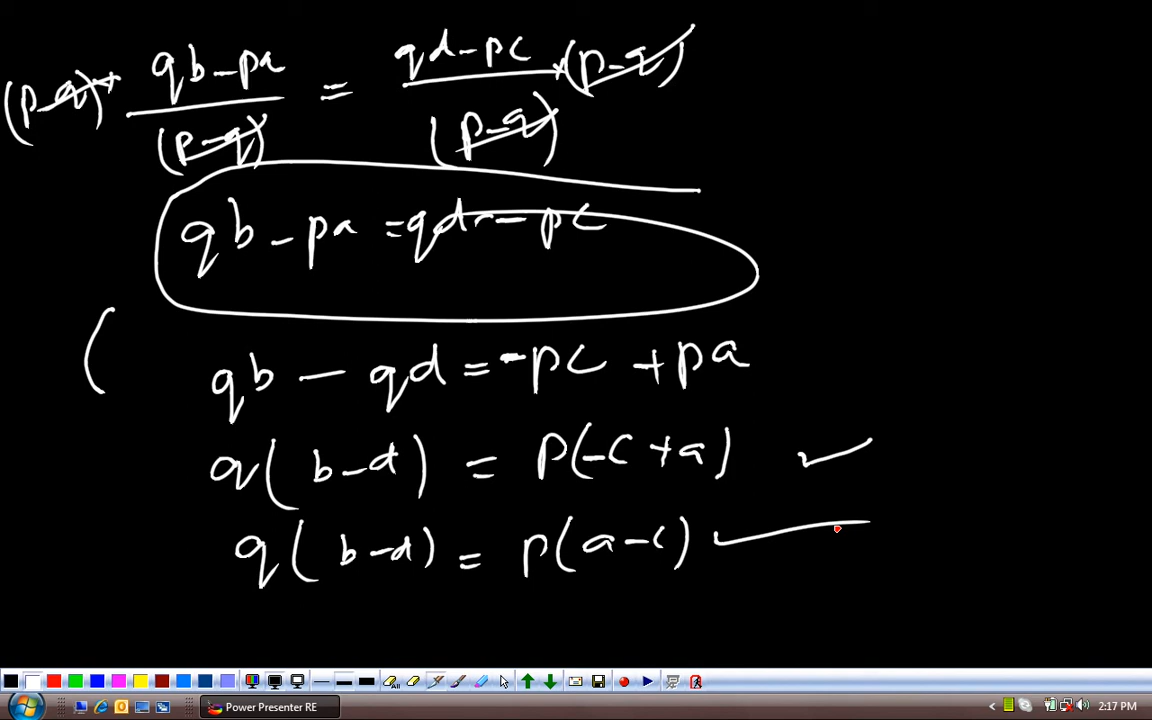 (p-q)* qb-pa/(p-q) = qd-pc/(p-q) *(p-q)
qb - pa = qd - pc
qb - qd = -pc + pa
q(b-d) = p(-c+a) ✓
q(b-d) = p(a-c)
Power Presenter RE
2:17 PM